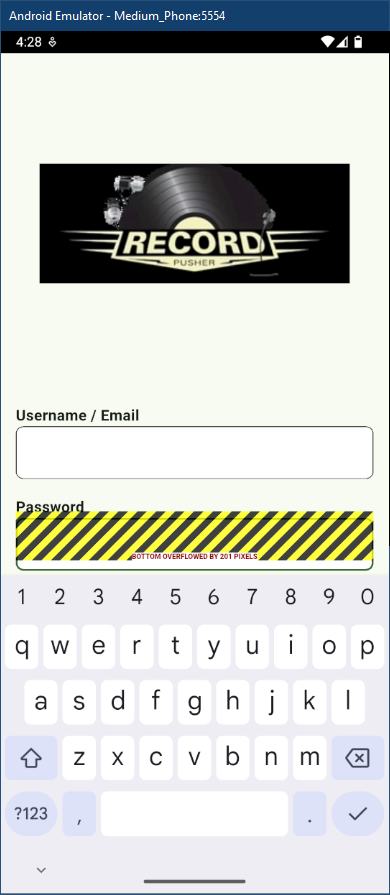 Android Emulator - Medium_Phone:5554
4:28
RECORD
PUSHER
Username / Email
Password
BOTTOM OVERFLOWED BY 201 PIXELS
1 2 3 4 5 6 7 8 9 0
q w e r t y u i o p
a s d f g h j k l
z x c v b n m
?123 , .